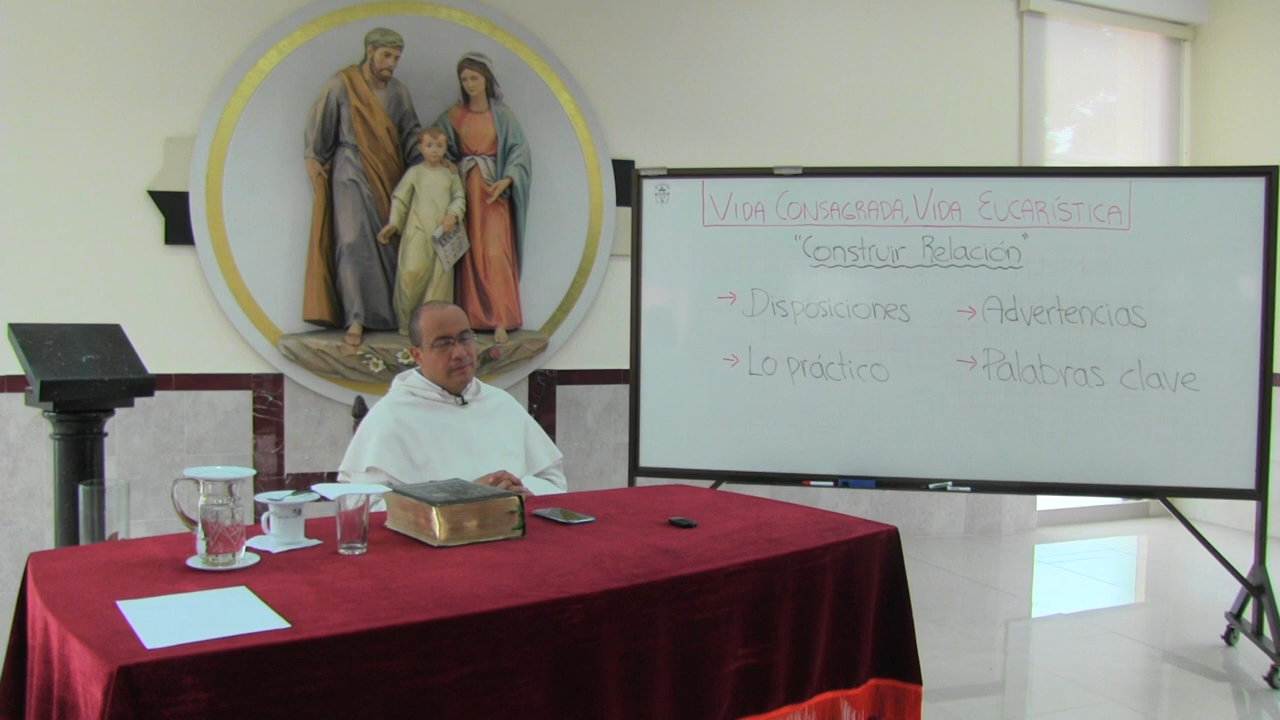 VIDA CONSAGRADA, VIDA EUCARÍSTICA
"Construir Relación"
→ Disposiciones → Advertencias
→ Lo práctico → Palabras clave